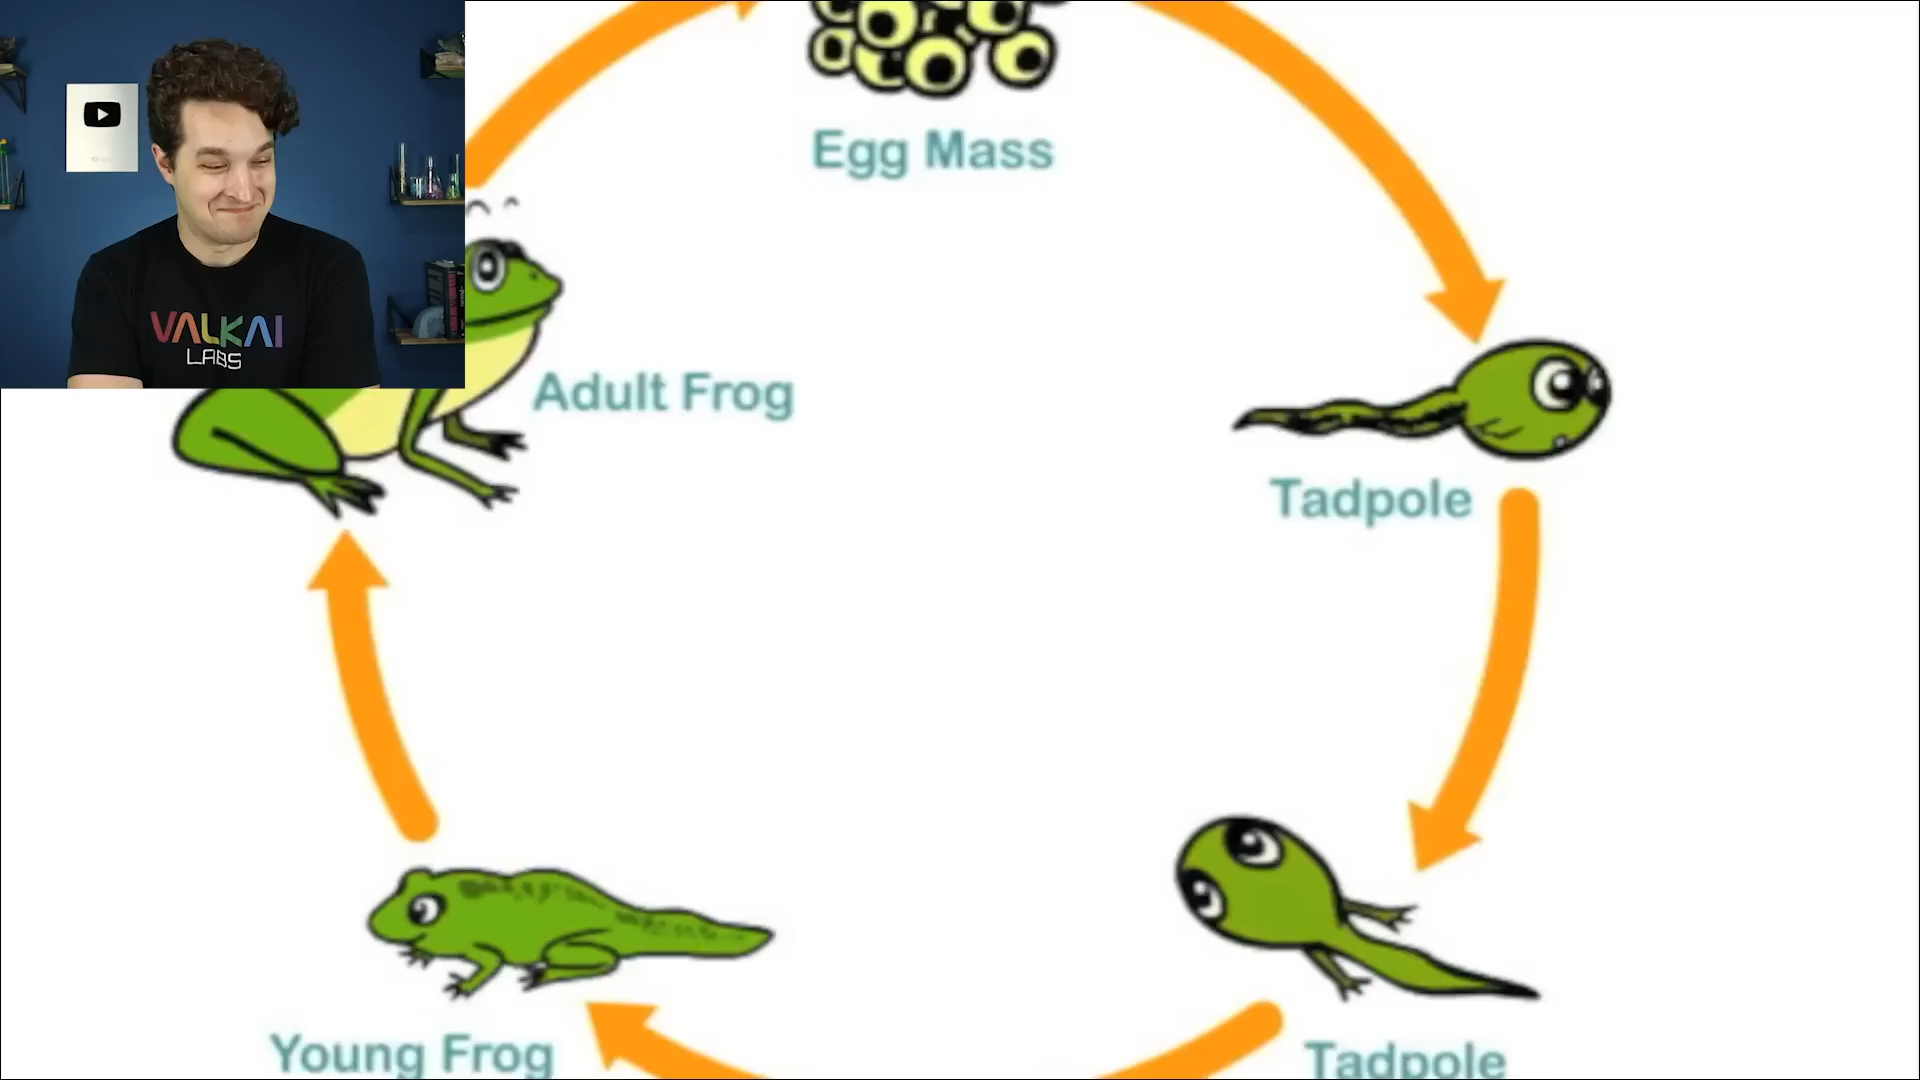 Egg Mass
VALKAI
LABS
Adult Frog
Tadpole
Young Frog
Tadpole